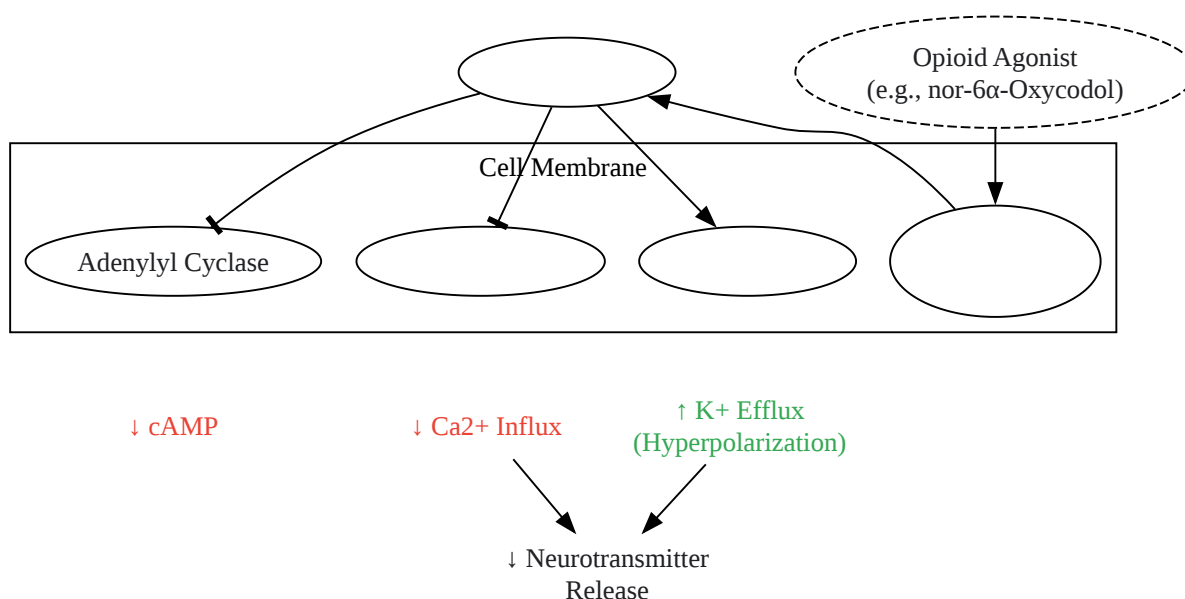 Opioid Agonist
(e.g., nor-6α-Oxycodol)
Cell Membrane
Adenylyl Cyclase
↓ cAMP
↓ Ca2+ Influx
↑ K+ Efflux
(Hyperpolarization)
↓ Neurotransmitter
Release